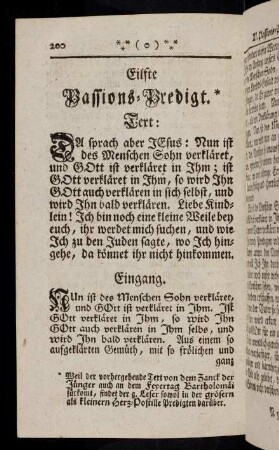 200 *⁎* ( o ) *⁎*
Eilfte
Passions-Predigt.*
Text:
DA sprach aber JEsus: Nun ist
des Menschen Sohn verkläret,
und GOtt ist verkläret in Ihm; ist
GOtt verkläret in Ihm, so wird Ihn
GOtt auch verklären in sich selbst, und
wird Ihn bald verklären. Liebe Kind-
lein! Ich bin noch eine kleine Weile bey
euch, ihr werdet mich suchen, und wie
Ich zu den Juden sagte, wo Ich hin-
gehe, da könnet ihr nicht hinkommen.
Eingang.
NUn ist des Menschen Sohn verkläret,
und GOtt ist verkläret in Ihm. Ist
GOtt verkläret in Ihm, so wird Ihn
GOtt auch verklären in Ihm selbs, und
wird Ihn bald verklären. Aus einem so
aufgeklärten Gemüth, mit so frölichen und
ganz
* Weil der vorhergehende Text von dem Zanck der
Jünger auch an dem Feyertag Bartholomäi
fürkomt, findet der g. Leser sowol in der grösern
als kleinern Herz-Postille Predigten darüber.